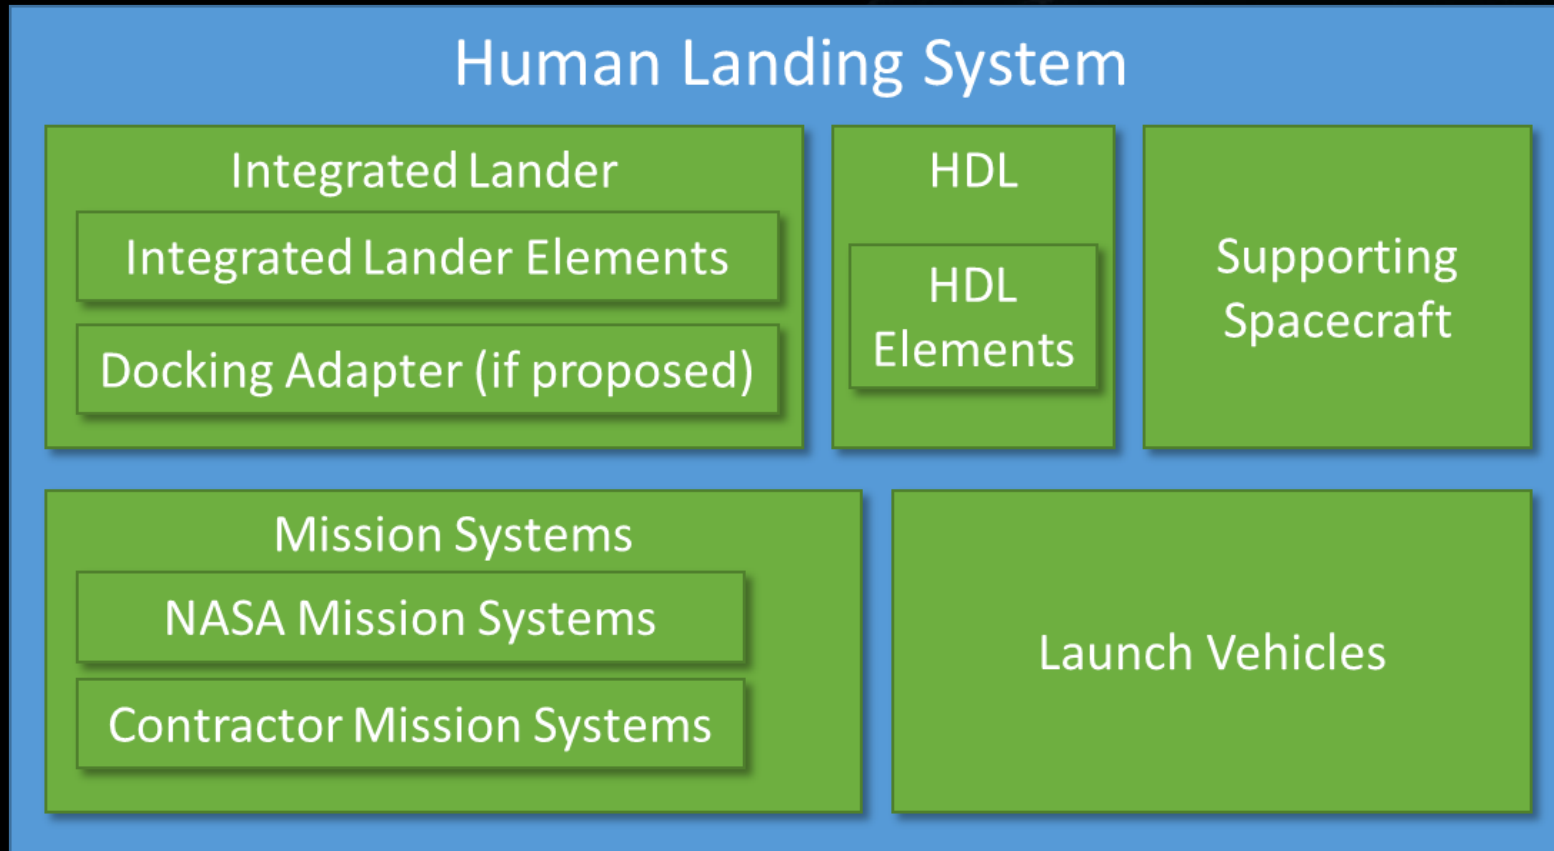 Human Landing System
Integrated Lander
Integrated Lander Elements
Docking Adapter (if proposed)
HDL
HDL
Elements
Supporting
Spacecraft
Mission Systems
NASA Mission Systems
Contractor Mission Systems
Launch Vehicles